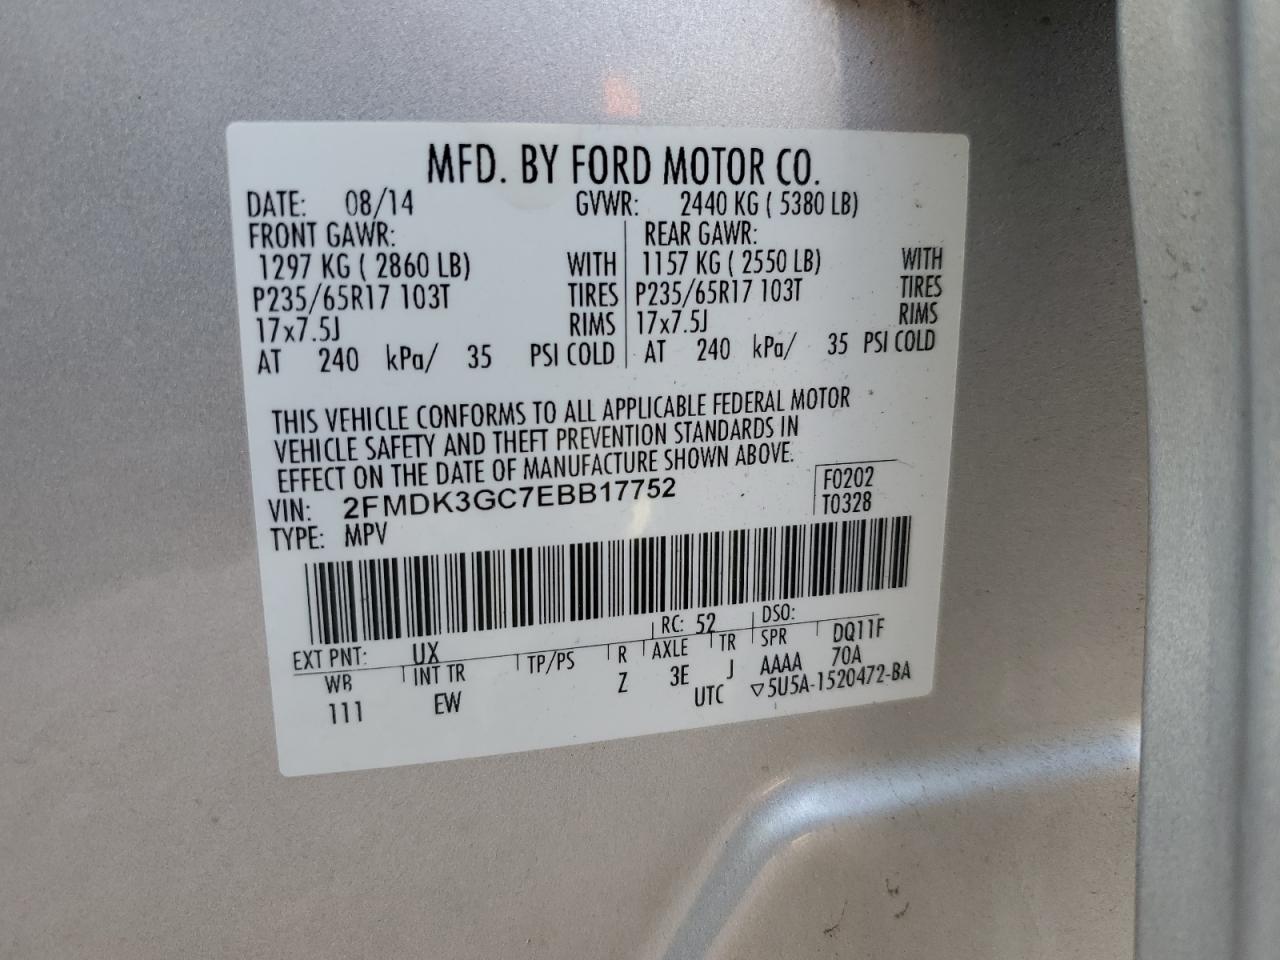 MFD. BY FORD MOTOR CO.
DATE: 08/14 GVWR: 2440 KG ( 5380 LB)
FRONT GAWR: REAR GAWR:
1297 KG ( 2860 LB) WITH 1157 KG ( 2550 LB) WITH
P235/65R17 103T TIRES P235/65R17 103T TIRES
17x7.5J RIMS 17x7.5J RIMS
AT 240 kPa/ 35 PSI COLD AT 240 kPa/ 35 PSI COLD
THIS VEHICLE CONFORMS TO ALL APPLICABLE FEDERAL MOTOR
VEHICLE SAFETY AND THEFT PREVENTION STANDARDS IN
EFFECT ON THE DATE OF MANUFACTURE SHOWN ABOVE.
VIN: 2FMDK3GC7EBB17752 F0202
TYPE: MPV T0328
EXT PNT: UX RC: 52 DSO:
WB INT TR TP/PS R AXLE TR SPR DQ11F
111 EW Z 3E J AAAA 70A
UTC ▽5U5A-1520472-BA